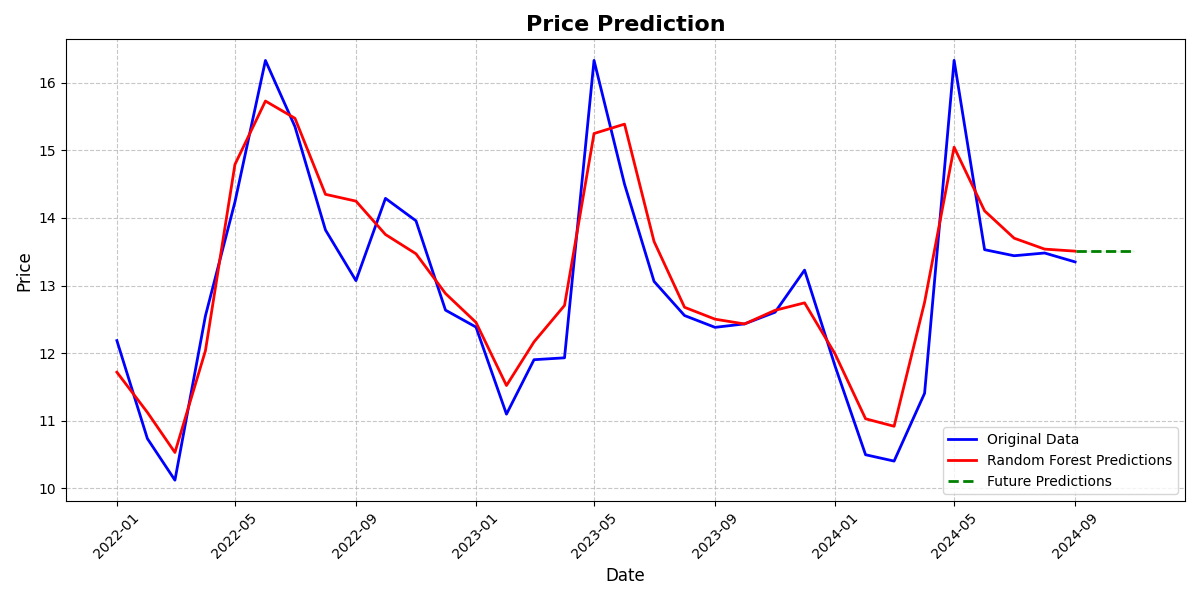 Price Prediction
Price
16
15
14
13
12
11
10
Original Data
Random Forest Predictions
Future Predictions
2022-01
2022-05
2022-09
2023-01
2023-05
2023-09
2024-01
2024-05
2024-09
Date